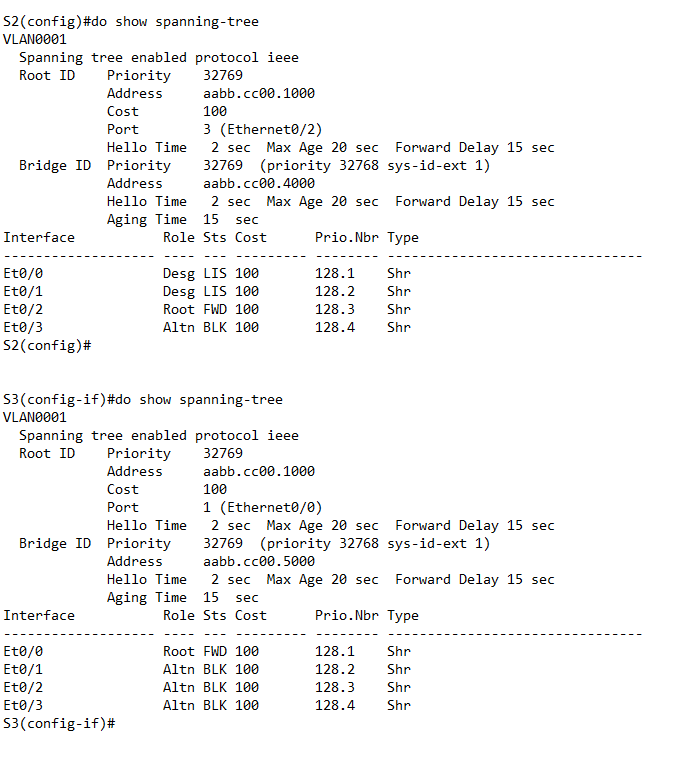 S2(config)#do show spanning-tree
VLAN0001
  Spanning tree enabled protocol ieee
  Root ID    Priority    32769
             Address     aabb.cc00.1000
             Cost        100
             Port        3 (Ethernet0/2)
             Hello Time   2 sec  Max Age 20 sec  Forward Delay 15 sec
  Bridge ID  Priority    32769  (priority 32768 sys-id-ext 1)
             Address     aabb.cc00.4000
             Hello Time   2 sec  Max Age 20 sec  Forward Delay 15 sec
             Aging Time  15  sec
Interface           Role Sts Cost      Prio.Nbr Type
------------------- ---- --- --------- -------- --------------------------------
Et0/0               Desg LIS 100       128.1    Shr
Et0/1               Desg LIS 100       128.2    Shr
Et0/2               Root FWD 100       128.3    Shr
Et0/3               Altn BLK 100       128.4    Shr
S2(config)#
S3(config-if)#do show spanning-tree
VLAN0001
  Spanning tree enabled protocol ieee
  Root ID    Priority    32769
             Address     aabb.cc00.1000
             Cost        100
             Port        1 (Ethernet0/0)
             Hello Time   2 sec  Max Age 20 sec  Forward Delay 15 sec
  Bridge ID  Priority    32769  (priority 32768 sys-id-ext 1)
             Address     aabb.cc00.5000
             Hello Time   2 sec  Max Age 20 sec  Forward Delay 15 sec
             Aging Time  15  sec
Interface           Role Sts Cost      Prio.Nbr Type
------------------- ---- --- --------- -------- --------------------------------
Et0/0               Root FWD 100       128.1    Shr
Et0/1               Altn BLK 100       128.2    Shr
Et0/2               Altn BLK 100       128.3    Shr
Et0/3               Altn BLK 100       128.4    Shr
S3(config-if)#